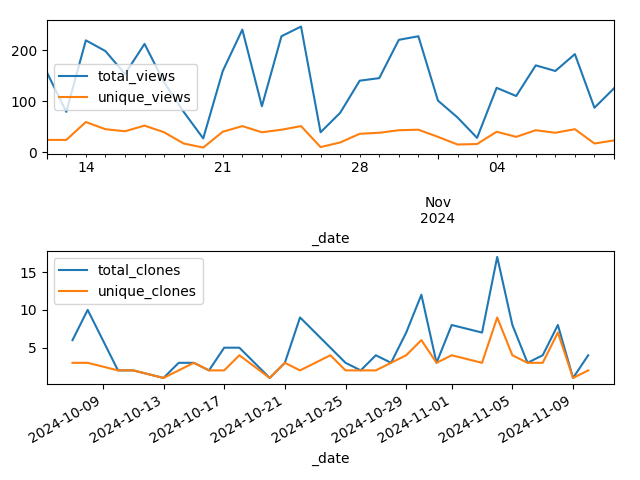 200
100
0
total_views
unique_views
14
21
28
04
Nov
2024
_date
15
10
5
total_clones
unique_clones
2024-10-09
2024-10-13
2024-10-17
2024-10-21
2024-10-25
2024-10-29
2024-11-01
2024-11-05
2024-11-09
_date